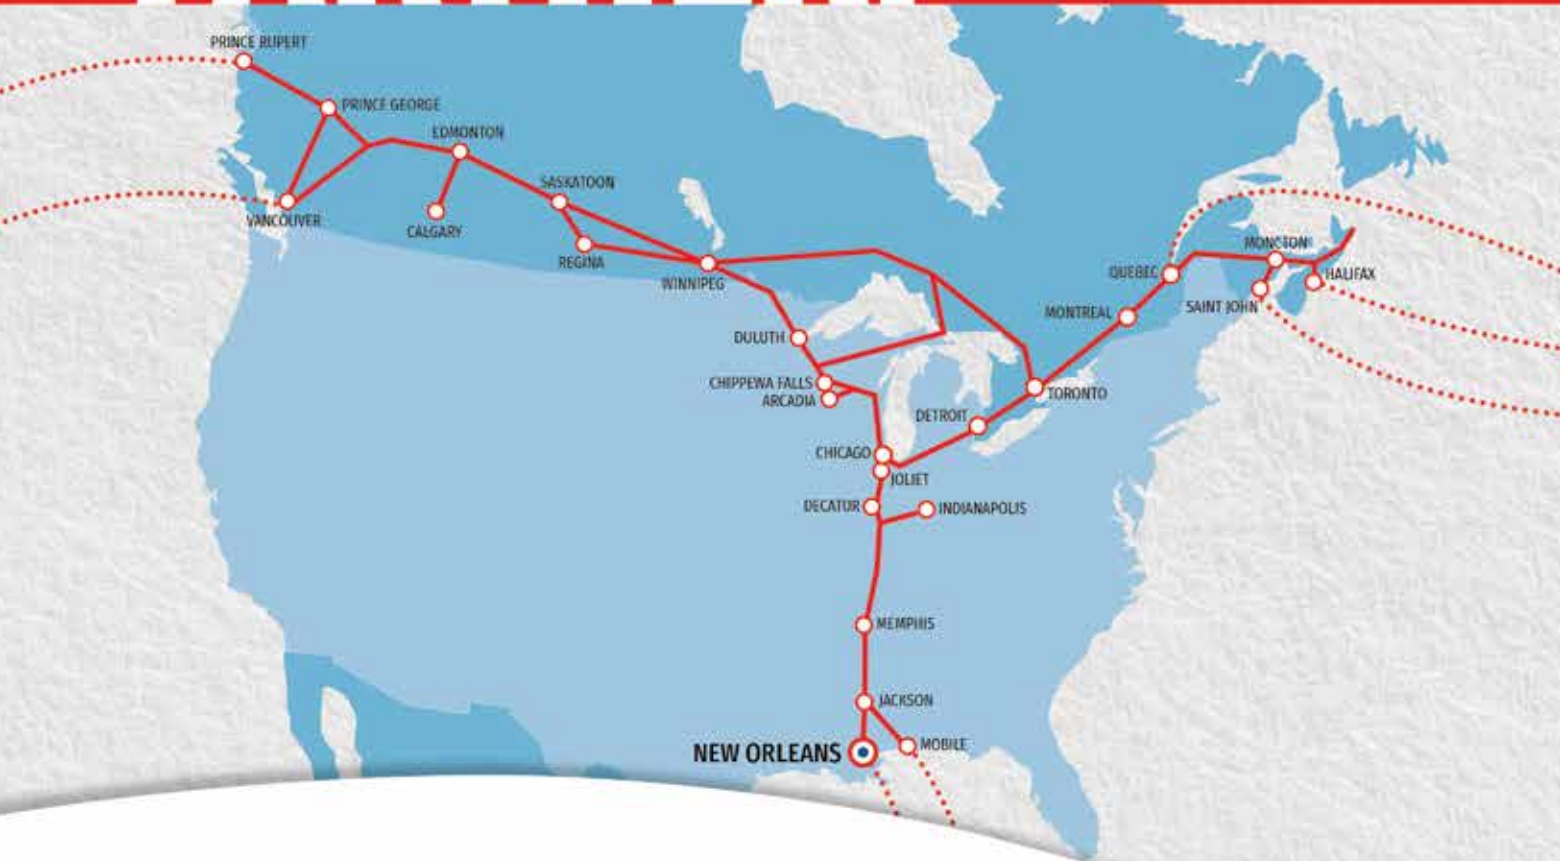 PRINCE RUPERT
PRINCE GEORGE
EDMONTON
SASKATOON
VANCOUVER
CALGARY
REGINA
WINNIPEG
MONCTON
QUEBEC
HALIFAX
SAINT JOHN
MONTREAL
DULUTH
CHIPPEWA FALLS
ARCADIA
TORONTO
DETROIT
CHICAGO
JOLIET
DECATUR
INDIANAPOLIS
MEMPHIS
JACKSON
NEW ORLEANS
MOBILE